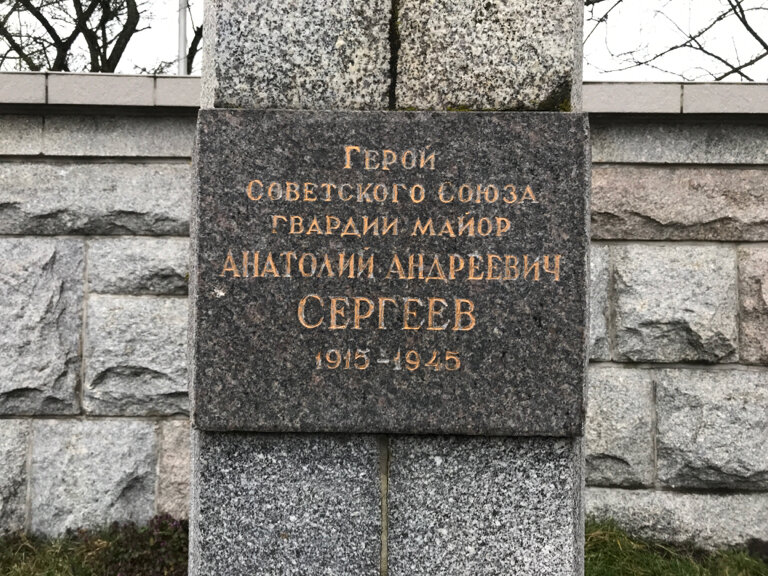 ГЕРОЙ
СОВЕТСКОГО СОЮЗА
ГВАРДИИ МАЙОР
АНАТОЛИЙ АНДРЕЕВИЧ
СЕРГЕЕВ
1915-1945